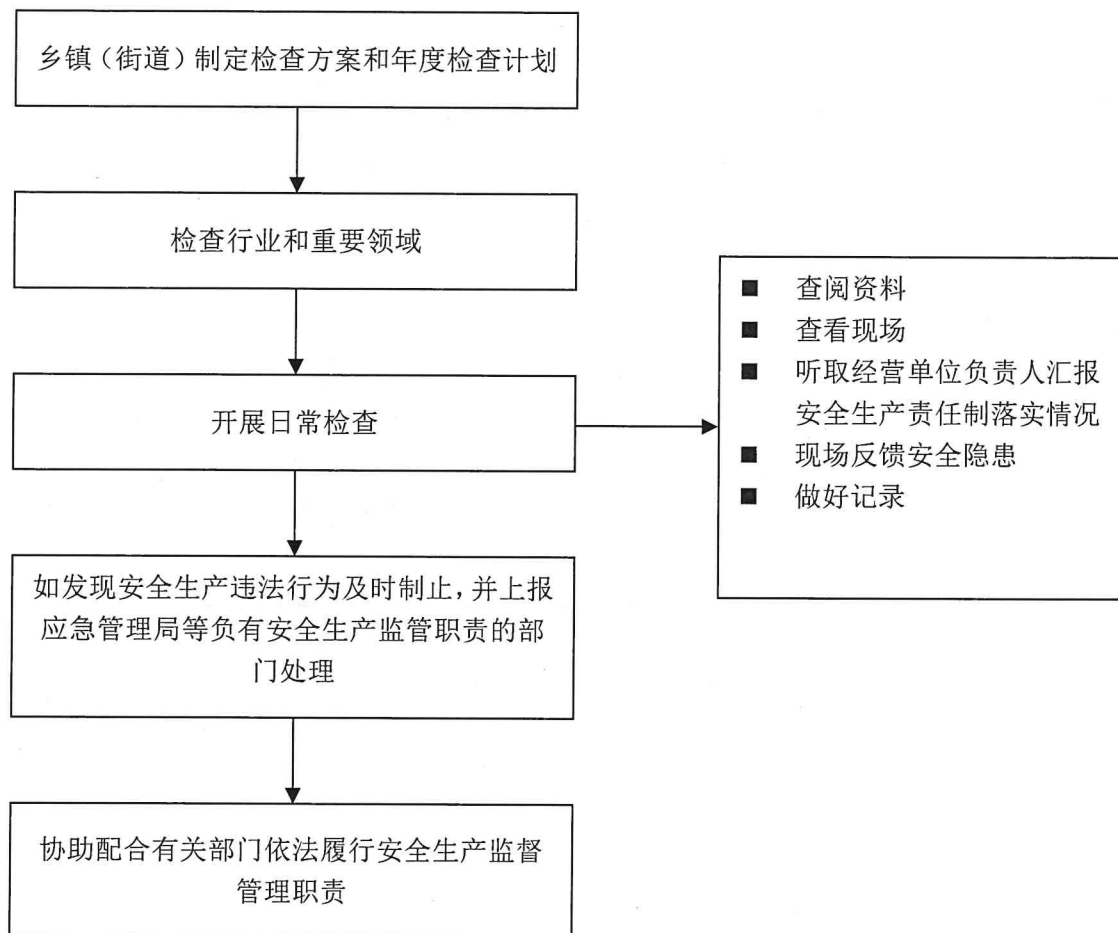 乡镇（街道）制定检查方案和年度检查计划
检查行业和重要领域
开展日常检查
■ 查阅资料
■ 查看现场
■ 听取经营单位负责人汇报
安全生产责任制落实情况
■ 现场反馈安全隐患
■ 做好记录
如发现安全生产违法行为及时制止，并上报
应急管理局等负有安全生产监管职责的部
门处理
协助配合有关部门依法履行安全生产监督
管理职责